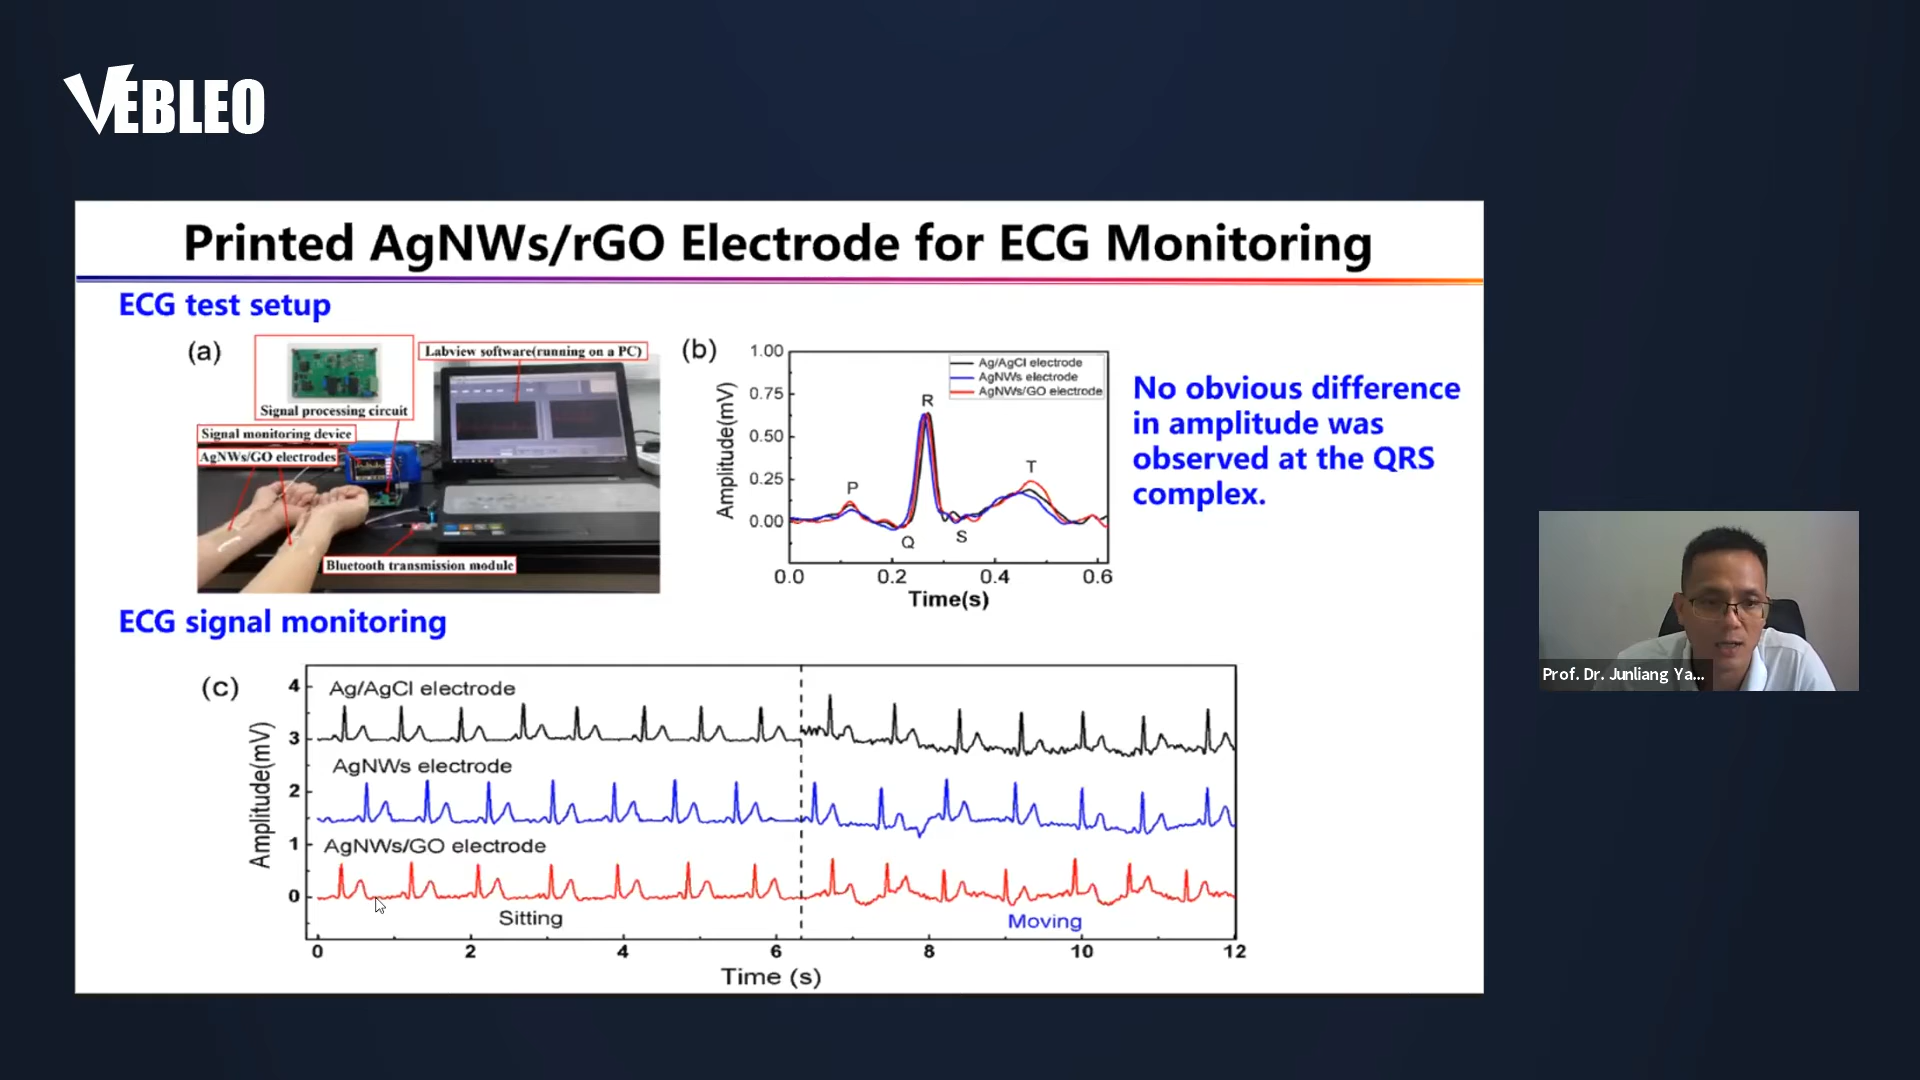 VEBLEO
Printed AgNWs/rGO Electrode for ECG Monitoring
ECG test setup
(a)
Labview software(running on a PC)
Signal processing circuit
Signal monitoring device
AgNWs/GO electrodes
Bluetooth transmission module
(b)
1.00
0.75
0.50
0.25
0.00
Amplitude(mV)
Ag/AgCl electrode
AgNWs electrode
AgNWs/GO electrode
P
R
Q
S
T
0.0 0.2 0.4 0.6
Time(s)
No obvious difference
in amplitude was
observed at the QRS
complex.
Prof. Dr. Junliang Ya...
ECG signal monitoring
(c)
4
3
2
1
0
Amplitude(mV)
Ag/AgCl electrode
AgNWs electrode
AgNWs/GO electrode
Sitting
Moving
0 2 4 6 8 10 12
Time (s)